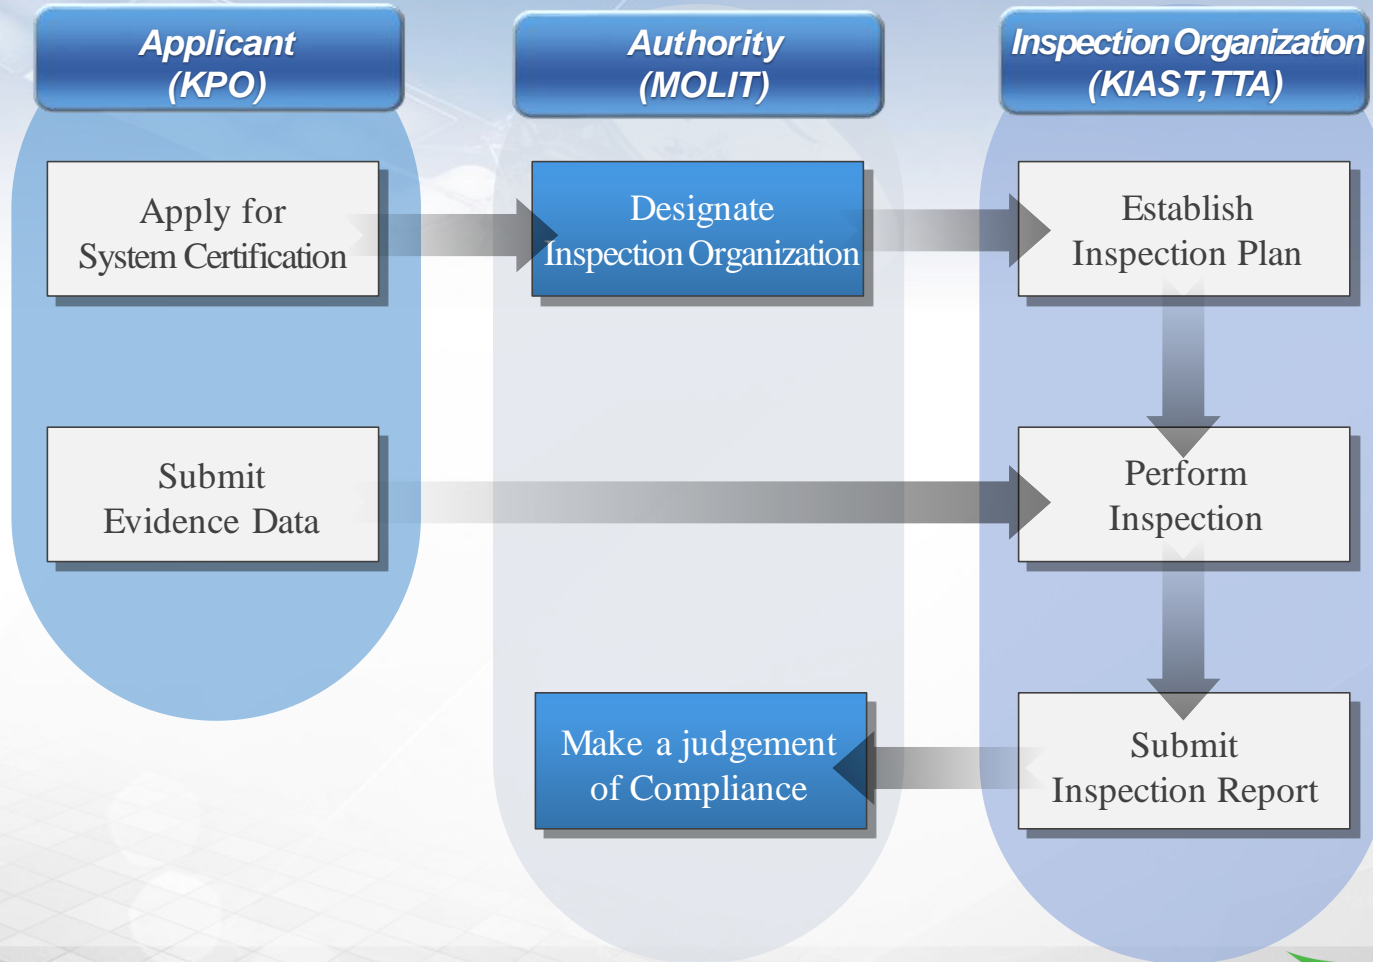 Applicant
(KPO)
Authority
(MOLIT)
Inspection Organization
(KIAST,TTA)
Apply for
System Certification
Designate
Inspection Organization
Establish
Inspection Plan
Submit
Evidence Data
Perform
Inspection
Make a judgement
of Compliance
Submit
Inspection Report